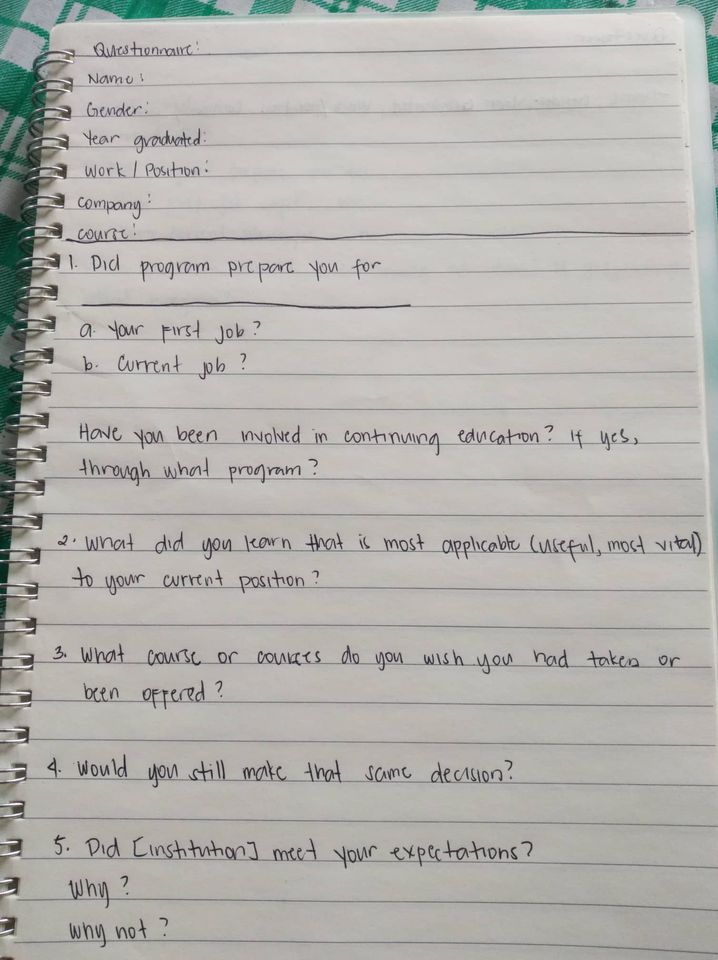 Questionnaire:
Name:
Gender:
Year graduated:
Work / Position:
company:
course:
1. Did program prepare you for
a. Your First job?
b. Current job?
Have you been involved in continuing education? If yes,
through what program?
2. What did you learn that is most applicable (useful, most vital)
to your current position?
3. What course or courses do you wish you had taken or
been offered?
4. Would you still make that same decision?
5. Did [institution] meet your expectations?
Why?
Why not?